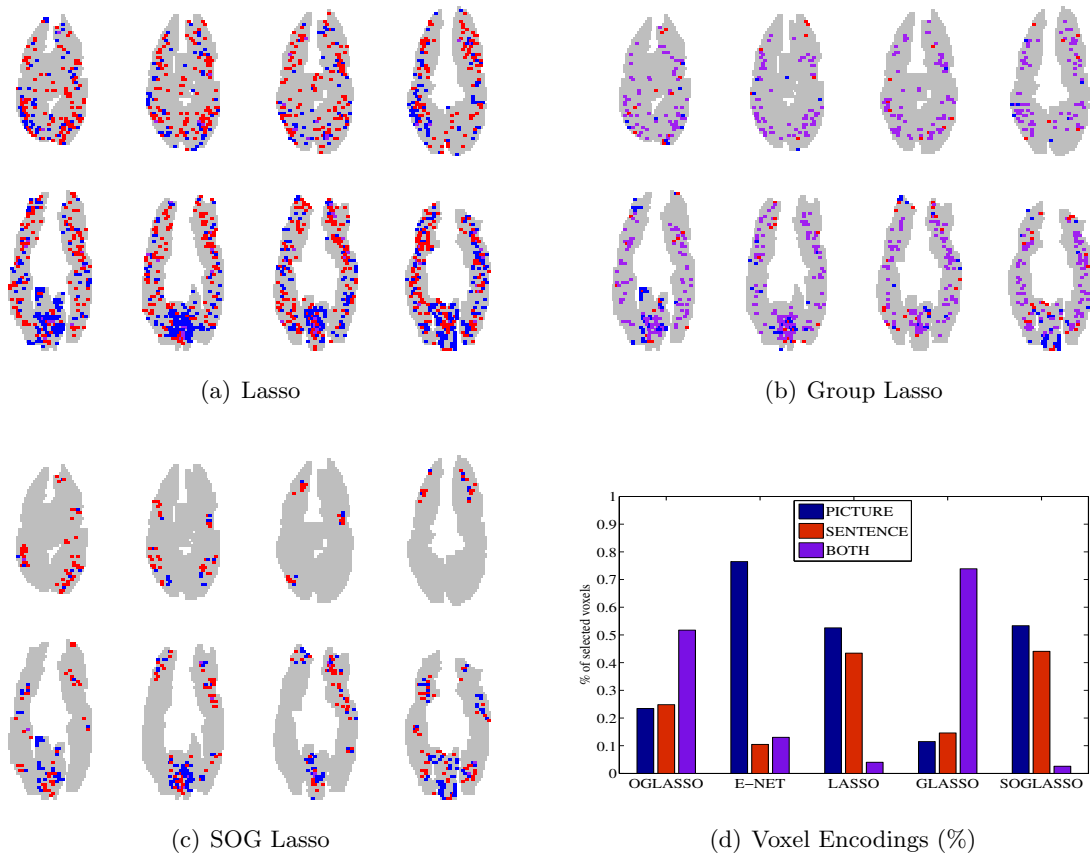 (a) Lasso
(b) Group Lasso
(c) SOG Lasso
1
0.9
0.8
0.7
0.6
0.5
0.4
0.3
0.2
0.1
0
% of selected voxels
PICTURE
SENTENCE
BOTH
OGLASSO E−NET LASSO GLASSO SOGLASSO
(d) Voxel Encodings (%)